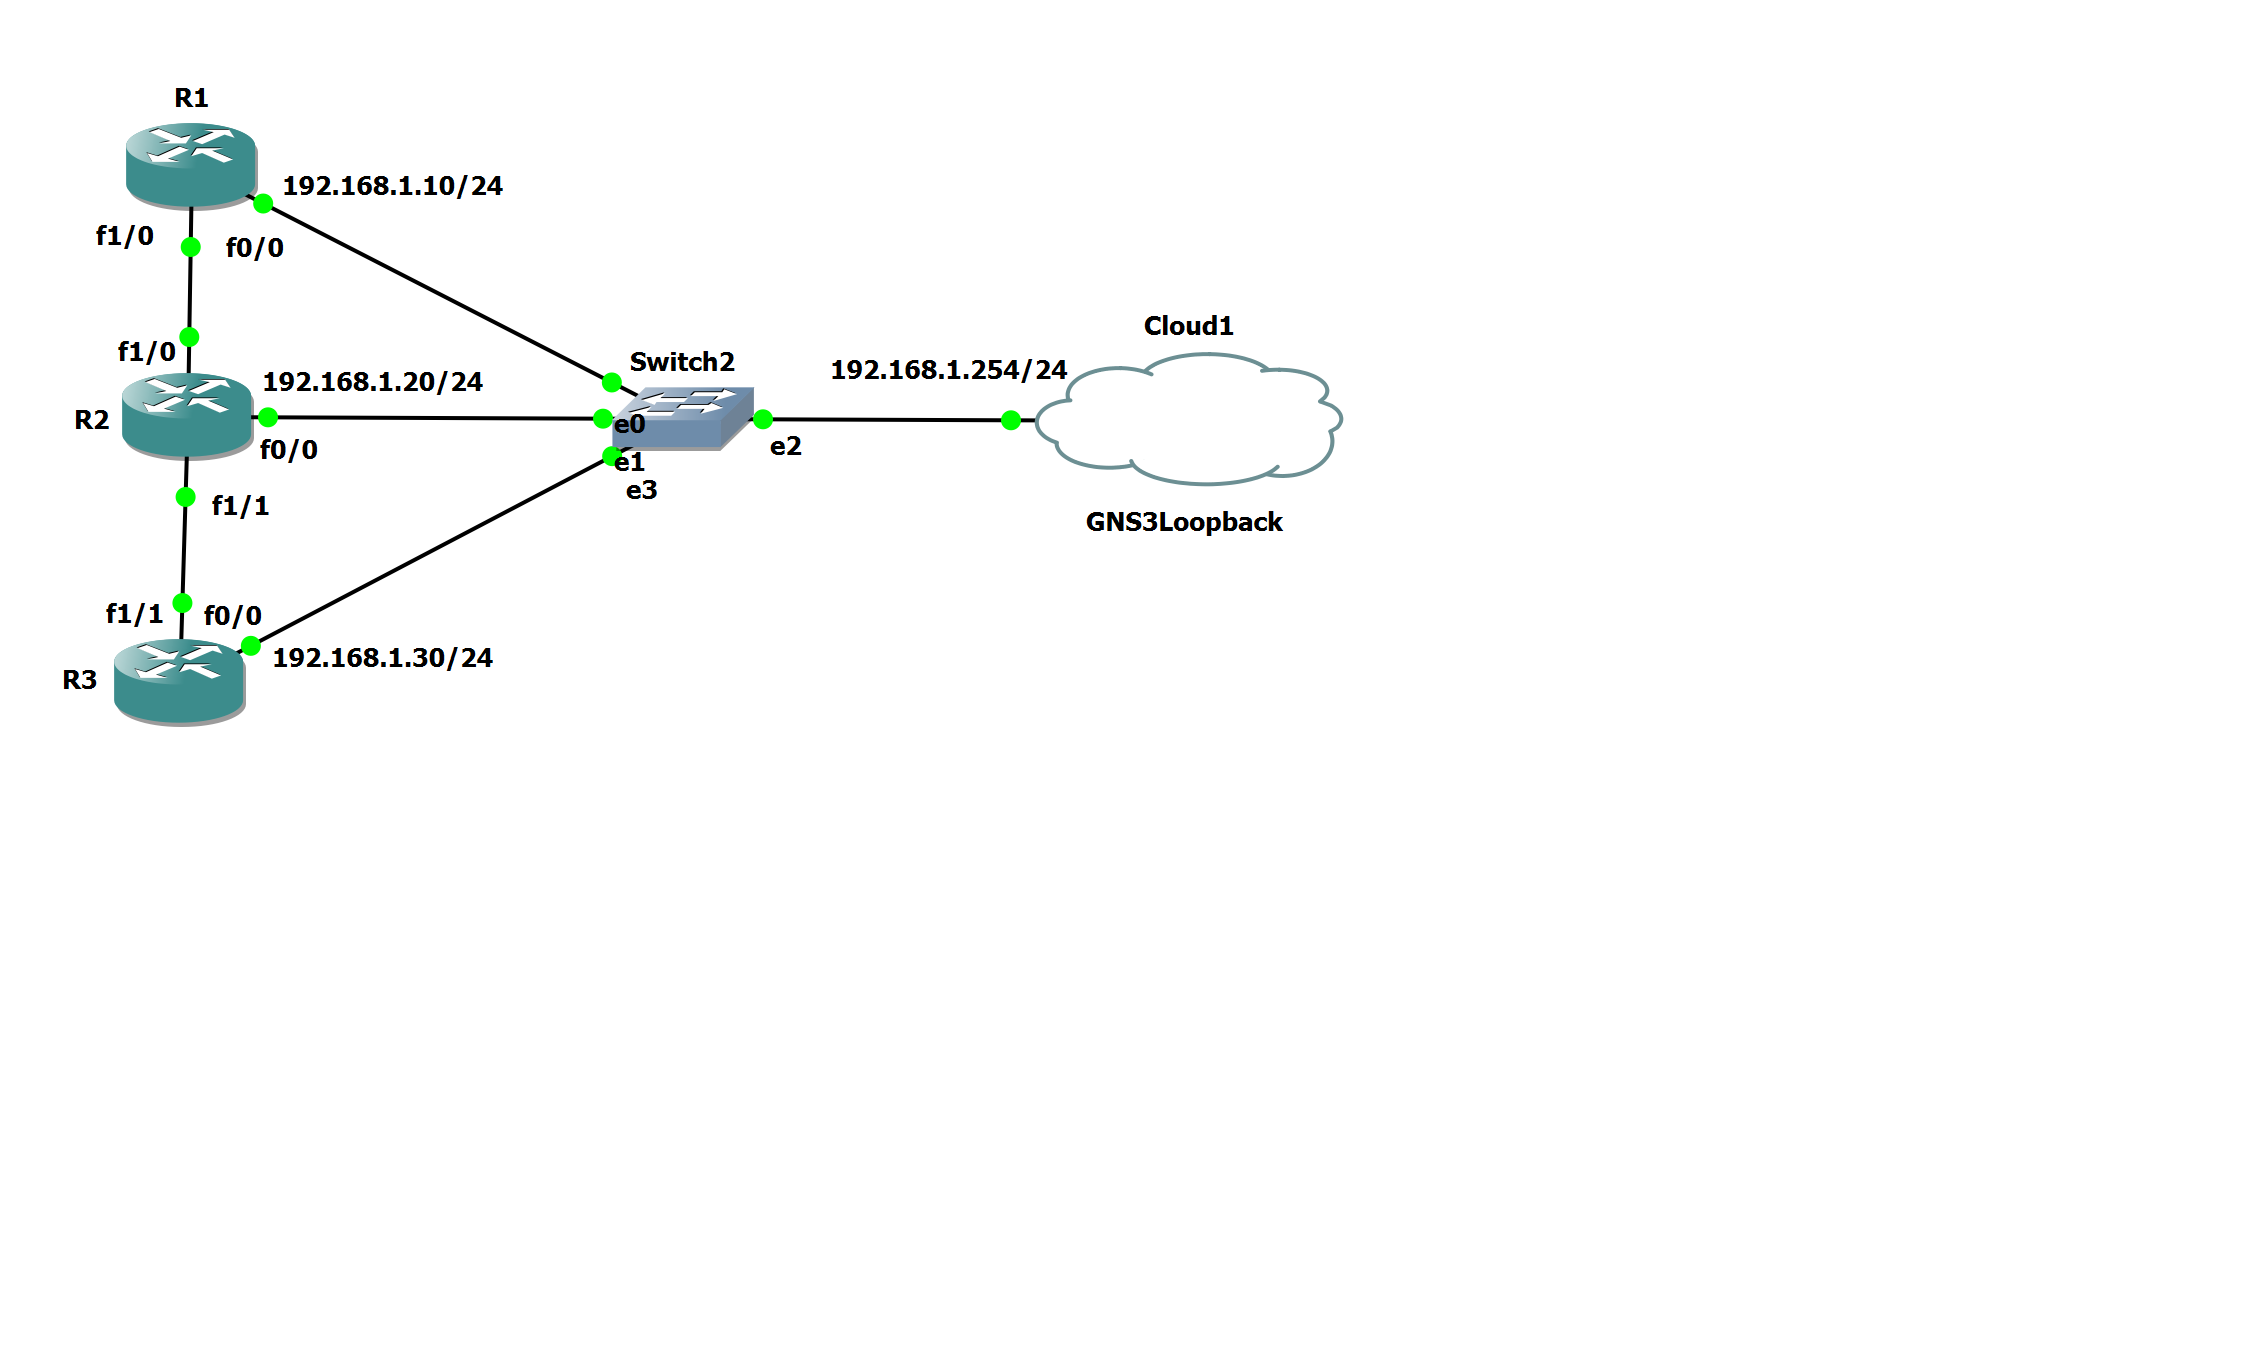 R1
192.168.1.10/24
f1/0
f0/0
Cloud1
f1/0
Switch2
192.168.1.254/24
192.168.1.20/24
R2
e0
f0/0
e2
e1
e3
f1/1
GNS3Loopback
f1/1
f0/0
192.168.1.30/24
R3